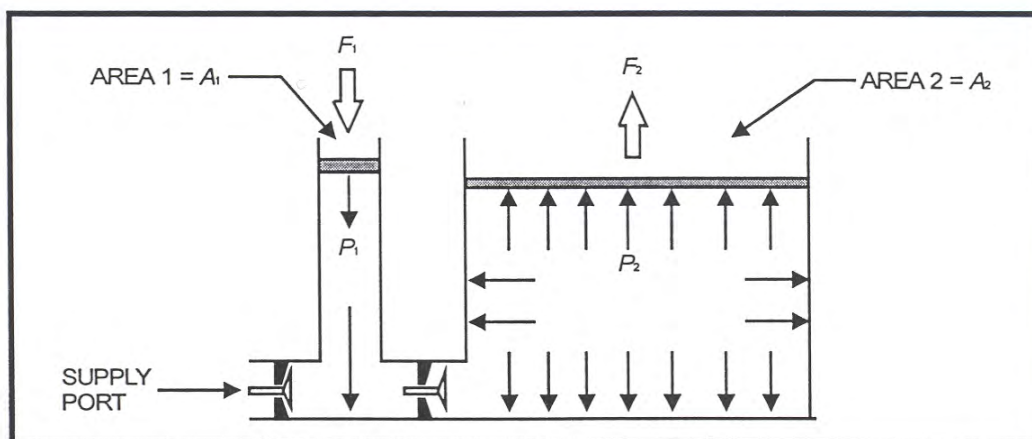 F₁
AREA 1 = A₁
F₂
AREA 2 = A₂
P₁
P₂
SUPPLY
PORT